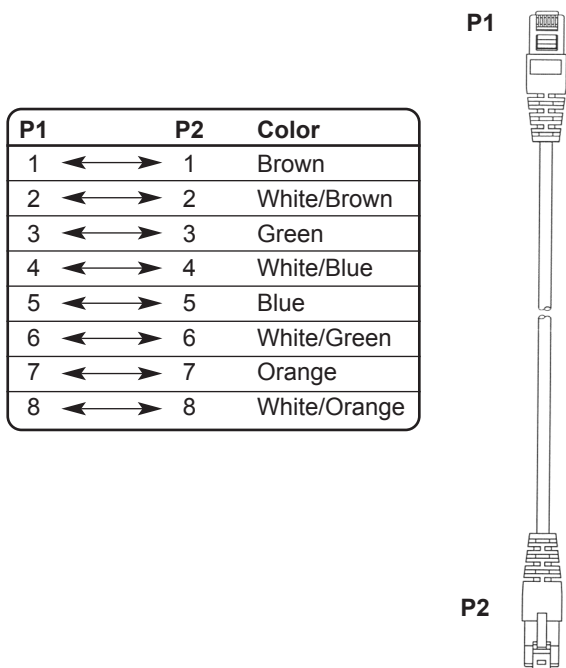 P1
P1 P2 Color
1 1 Brown
2 2 White/Brown
3 3 Green
4 4 White/Blue
5 5 Blue
6 6 White/Green
7 7 Orange
8 8 White/Orange
P2